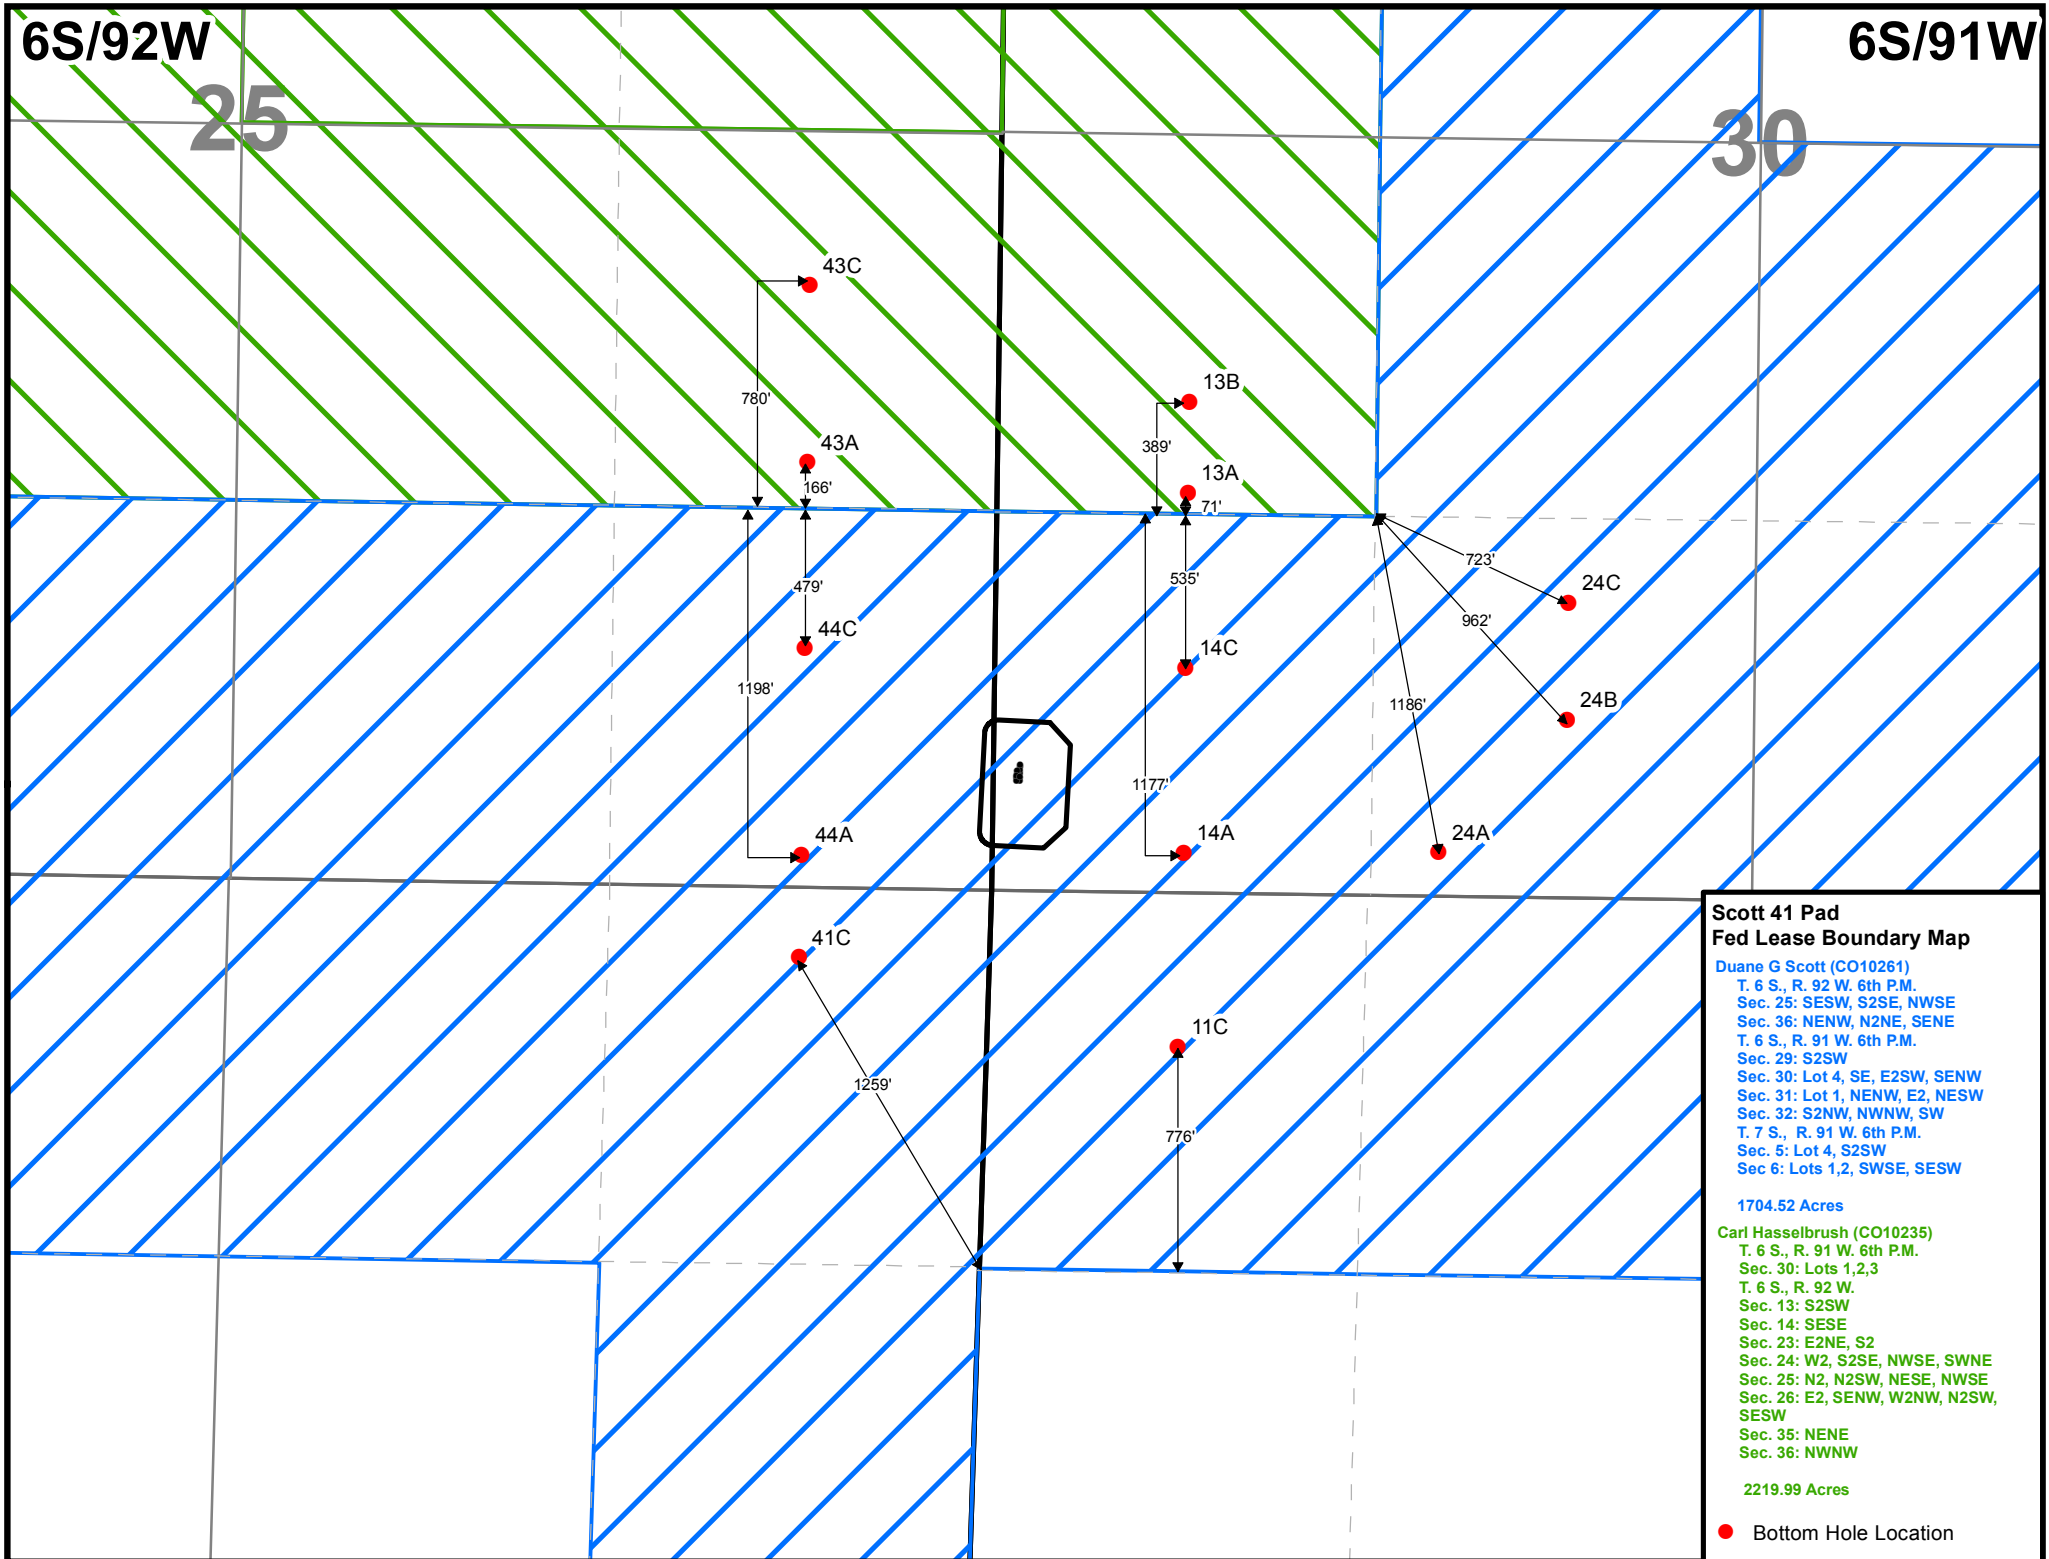 6S/92W
6S/91W
25
30
43C
780'
13B
389'
43A
166'
13A
71'
479'
535'
723'
24C
44C
962'
14C
1198'
24B
1186'
1177'
44A
14A
24A
41C
11C
1259'
776'
Scott 41 Pad
Fed Lease Boundary Map
Duane G Scott (CO10261)
T. 6 S., R. 92 W. 6th P.M.
Sec. 25: SESW, S2SE, NWSE
Sec. 36: NENW, N2NE, SENE
T. 6 S., R. 91 W. 6th P.M.
Sec. 29: S2SW
Sec. 30: Lot 4, SE, E2SW, SENW
Sec. 31: Lot 1, NENW, E2, NESW
Sec. 32: S2NW, NWNW, SW
T. 7 S., R. 91 W. 6th P.M.
Sec. 5: Lot 4, S2SW
Sec 6: Lots 1,2, SWSE, SESW
1704.52 Acres
Carl Hasselbrush (CO10235)
T. 6 S., R. 91 W. 6th P.M.
Sec. 30: Lots 1,2,3
T. 6 S., R. 92 W.
Sec. 13: S2SW
Sec. 14: SESE
Sec. 23: E2NE, S2
Sec. 24: W2, S2SE, NWSE, SWNE
Sec. 25: N2, N2SW, NESE, NWSE
Sec. 26: E2, SENW, W2NW, N2SW,
SESW
Sec. 35: NENE
Sec. 36: NWNW
2219.99 Acres
Bottom Hole Location